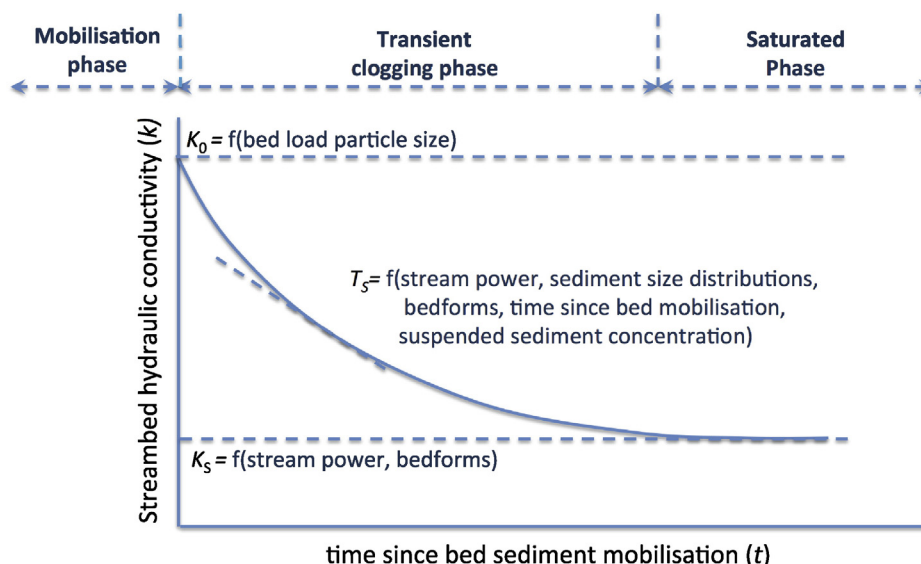 Mobilisation
phase
Transient
clogging phase
Saturated
Phase
K0 = f(bed load particle size)
TS= f(stream power, sediment size distributions,
bedforms, time since bed mobilisation,
suspended sediment concentration)
KS = f(stream power, bedforms)
Streambed hydraulic conductivity (k)
time since bed sediment mobilisation (t)